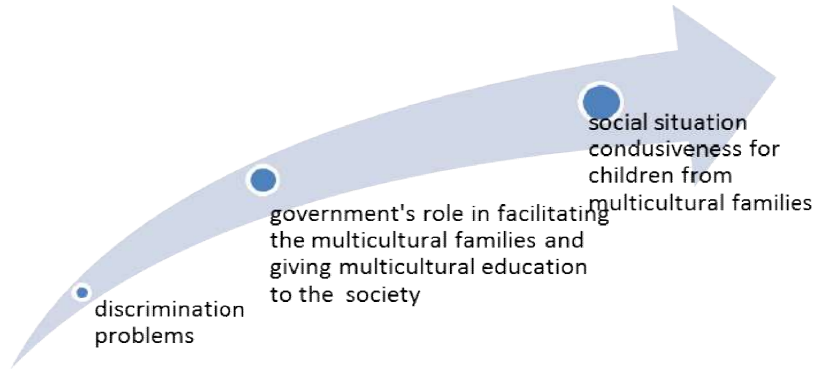 discrimination
problems
government's role in facilitating
the multicultural families and
giving multicultural education
to the society
social situation
condusiveness for
children from
multicultural families